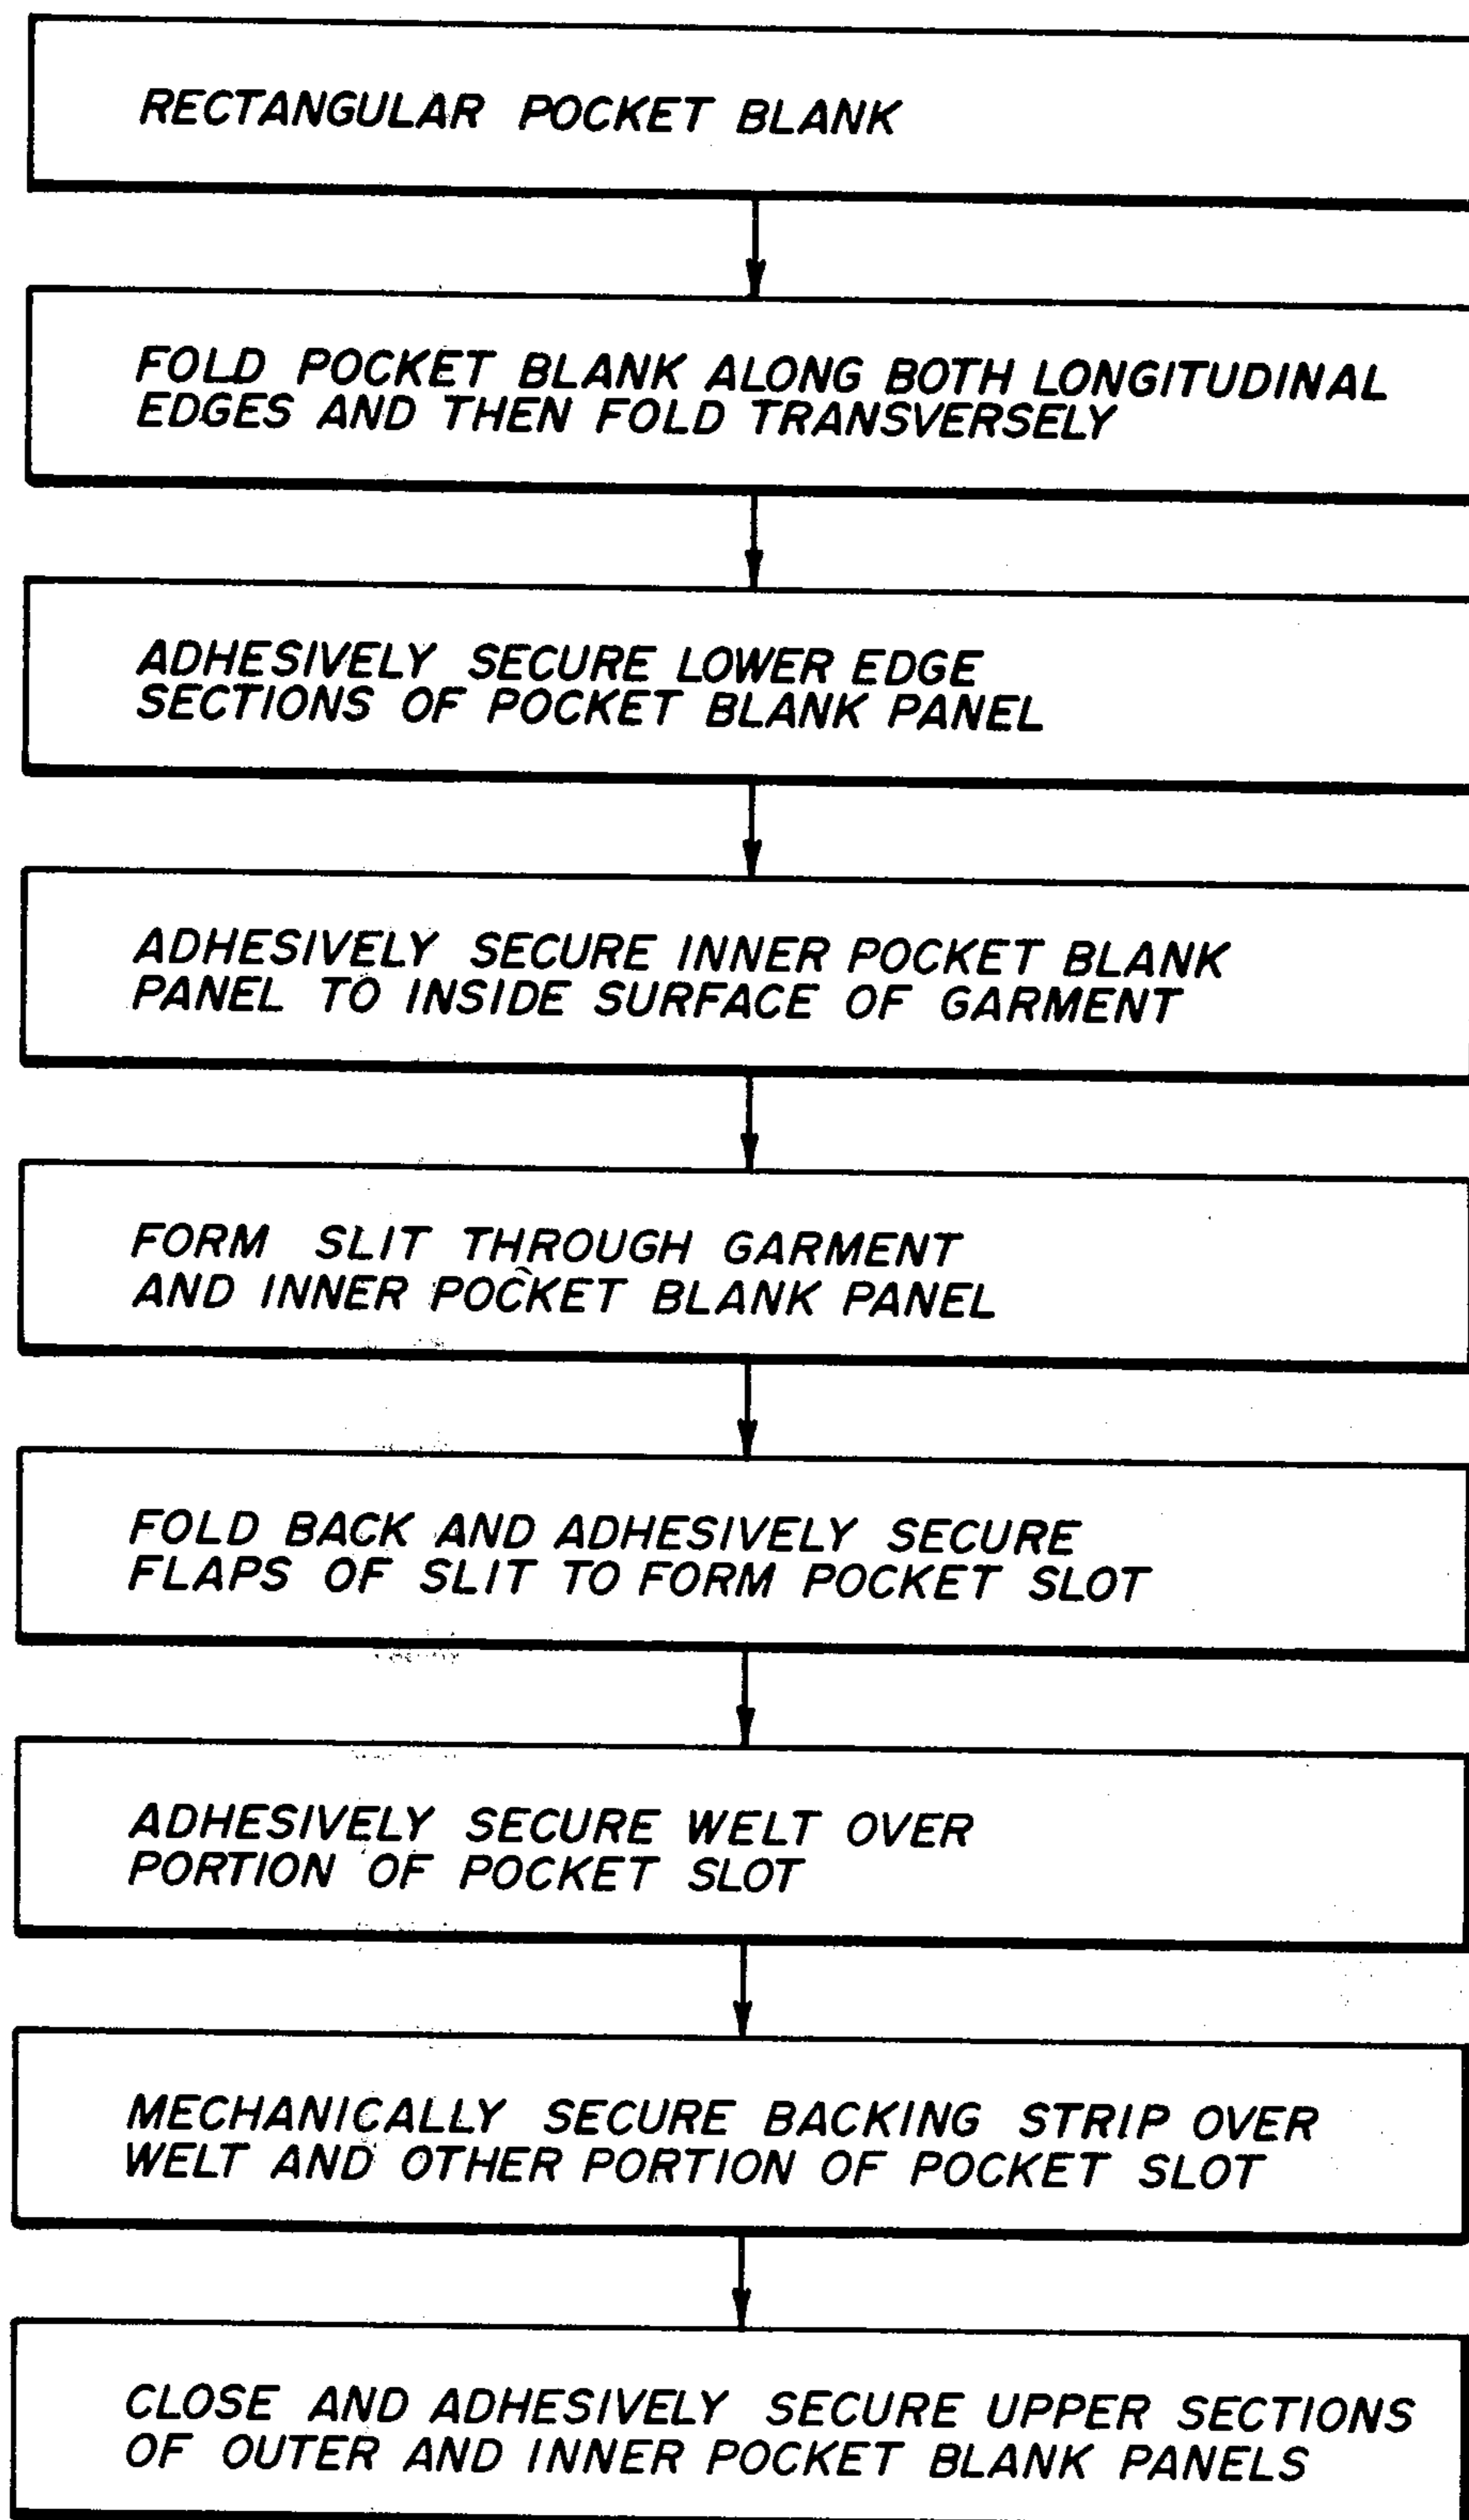 RECTANGULAR POCKET BLANK
FOLD POCKET BLANK ALONG BOTH LONGITUDINAL
EDGES AND THEN FOLD TRANSVERSELY
ADHESIVELY SECURE LOWER EDGE
SECTIONS OF POCKET BLANK PANEL
ADHESIVELY SECURE INNER POCKET BLANK
PANEL TO INSIDE SURFACE OF GARMENT
FORM SLIT THROUGH GARMENT
AND INNER POCKET BLANK PANEL
FOLD BACK AND ADHESIVELY SECURE
FLAPS OF SLIT TO FORM POCKET SLOT
ADHESIVELY SECURE WELT OVER
PORTION OF POCKET SLOT
MECHANICALLY SECURE BACKING STRIP OVER
WELT AND OTHER PORTION OF POCKET SLOT
CLOSE AND ADHESIVELY SECURE UPPER SECTIONS
OF OUTER AND INNER POCKET BLANK PANELS